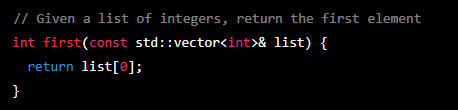 // Given a list of integers, return the first element
int first(const std::vector<int>& list) {
  return list[0];
}